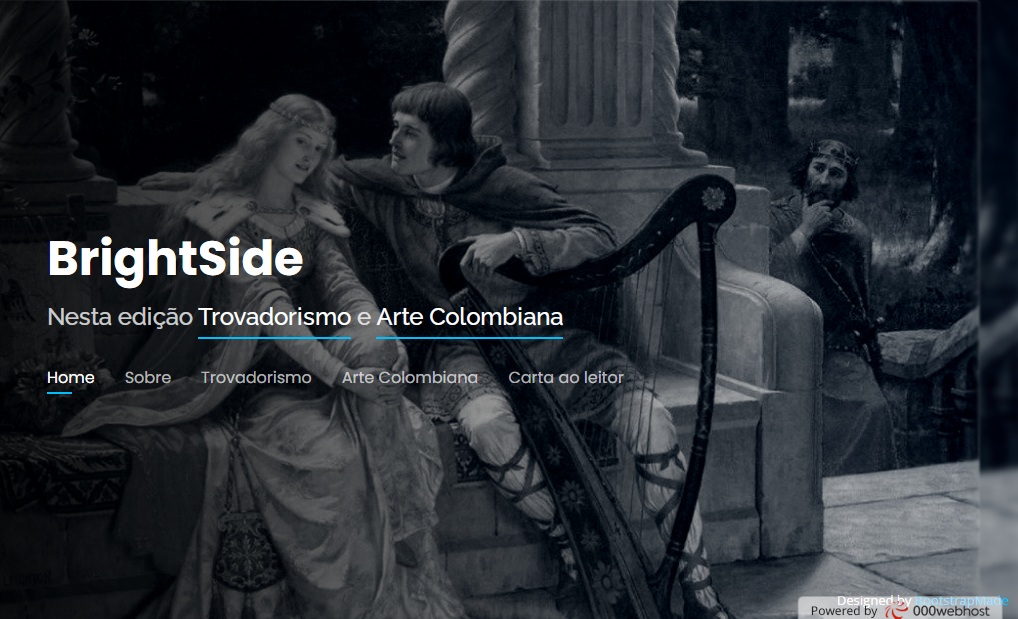 BrightSide
Nesta edição Trovadorismo e Arte Colombiana
Home Sobre Trovadorismo Arte Colombiana Carta ao leitor
Designed by BootstrapMade
Powered by 000webhost